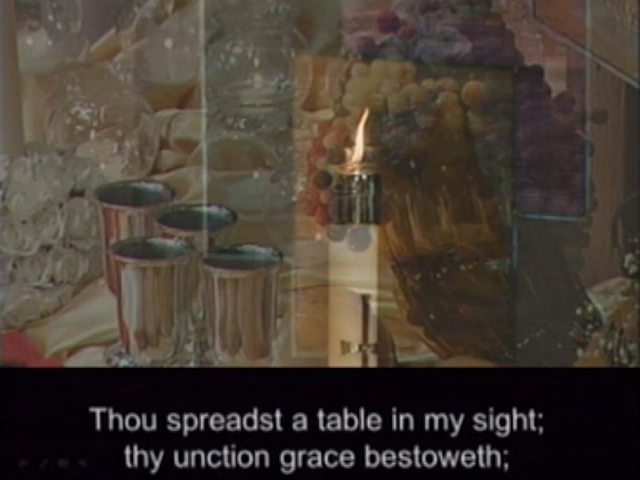 Thou spreadst a table in my sight;
thy unction grace bestoweth;